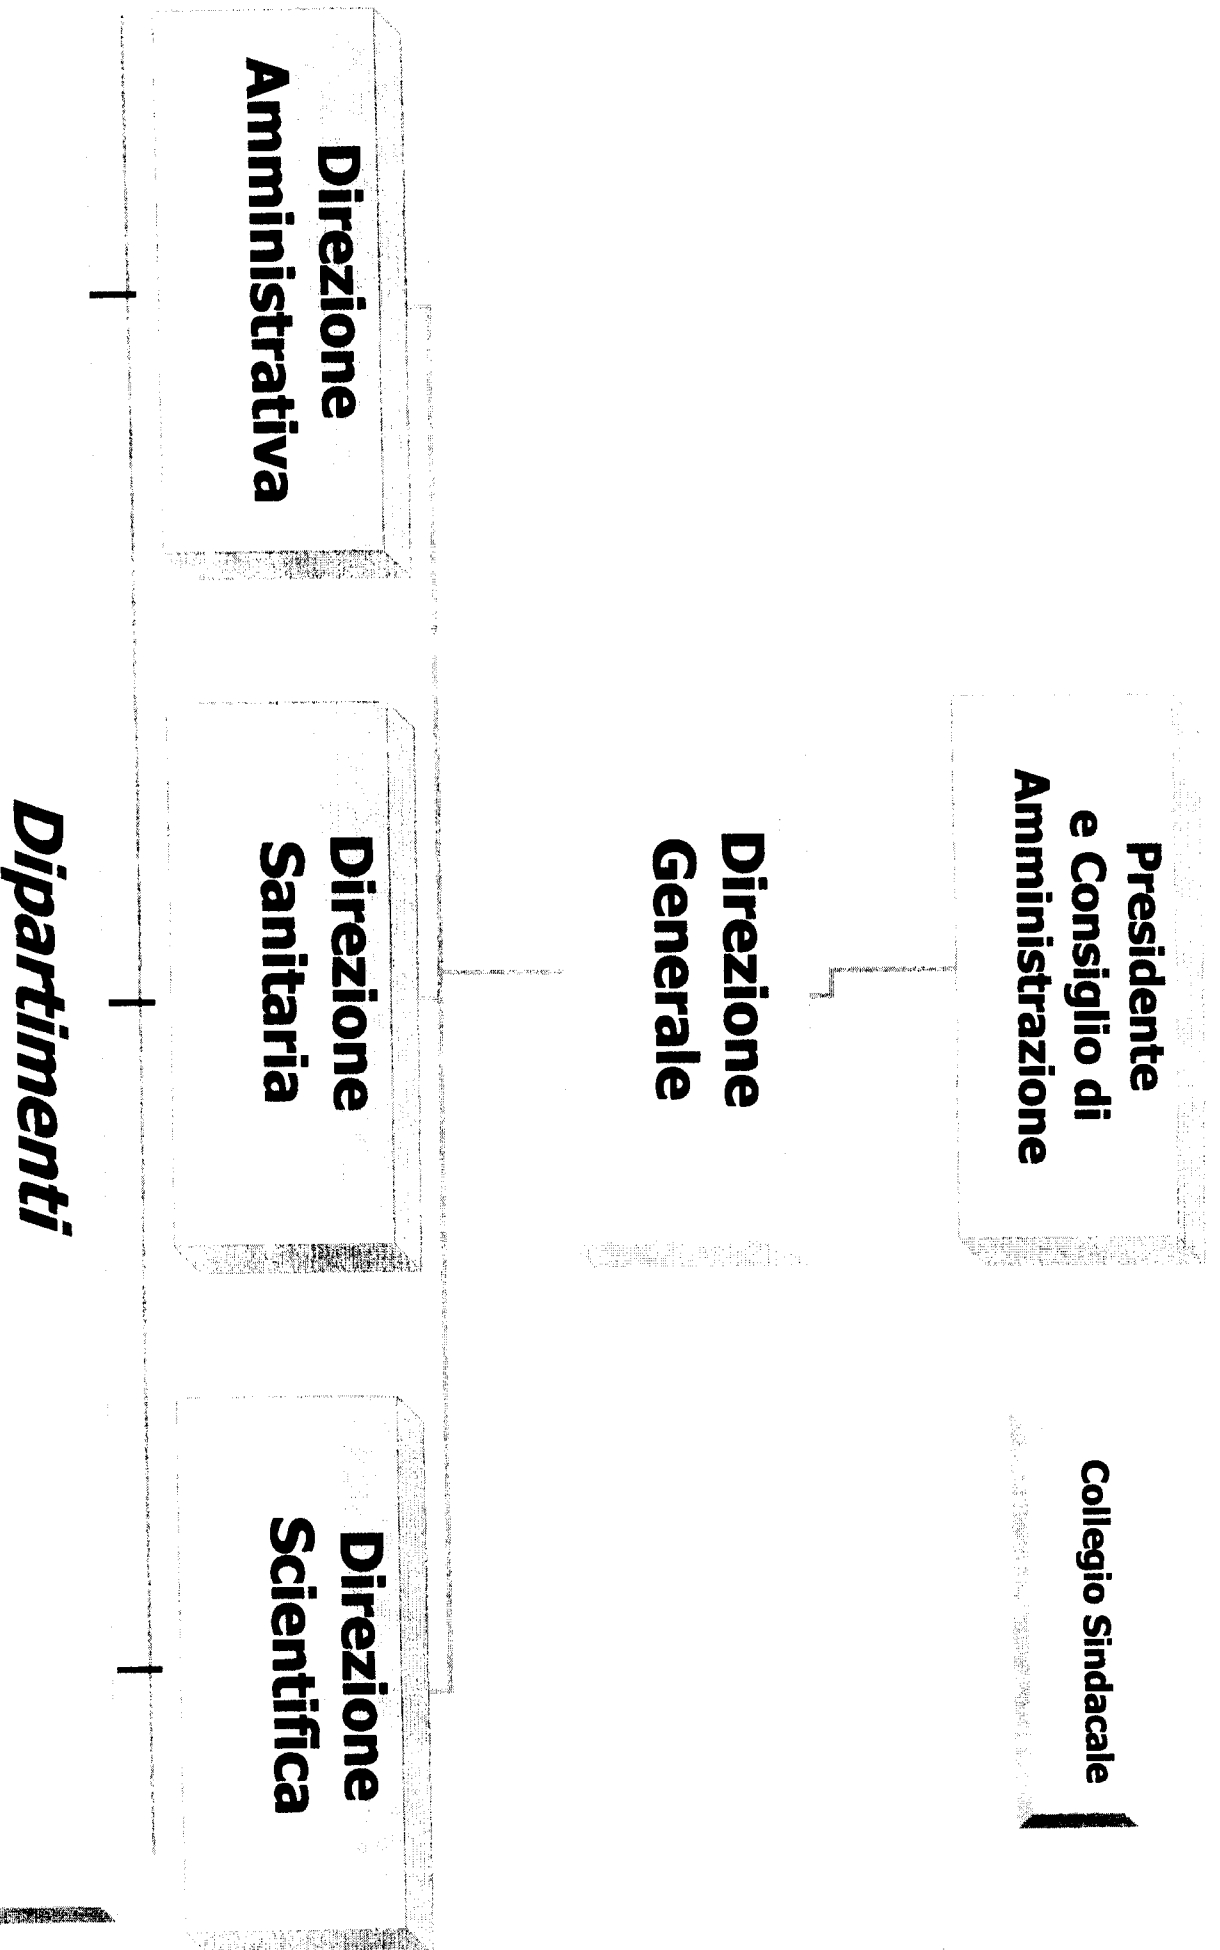 Presidente
e Consiglio di
Amministrazione
Collegio Sindacale
Direzione
Generale
Direzione
Amministrativa
Direzione
Sanitaria
Direzione
Scientifica
Dipartimenti